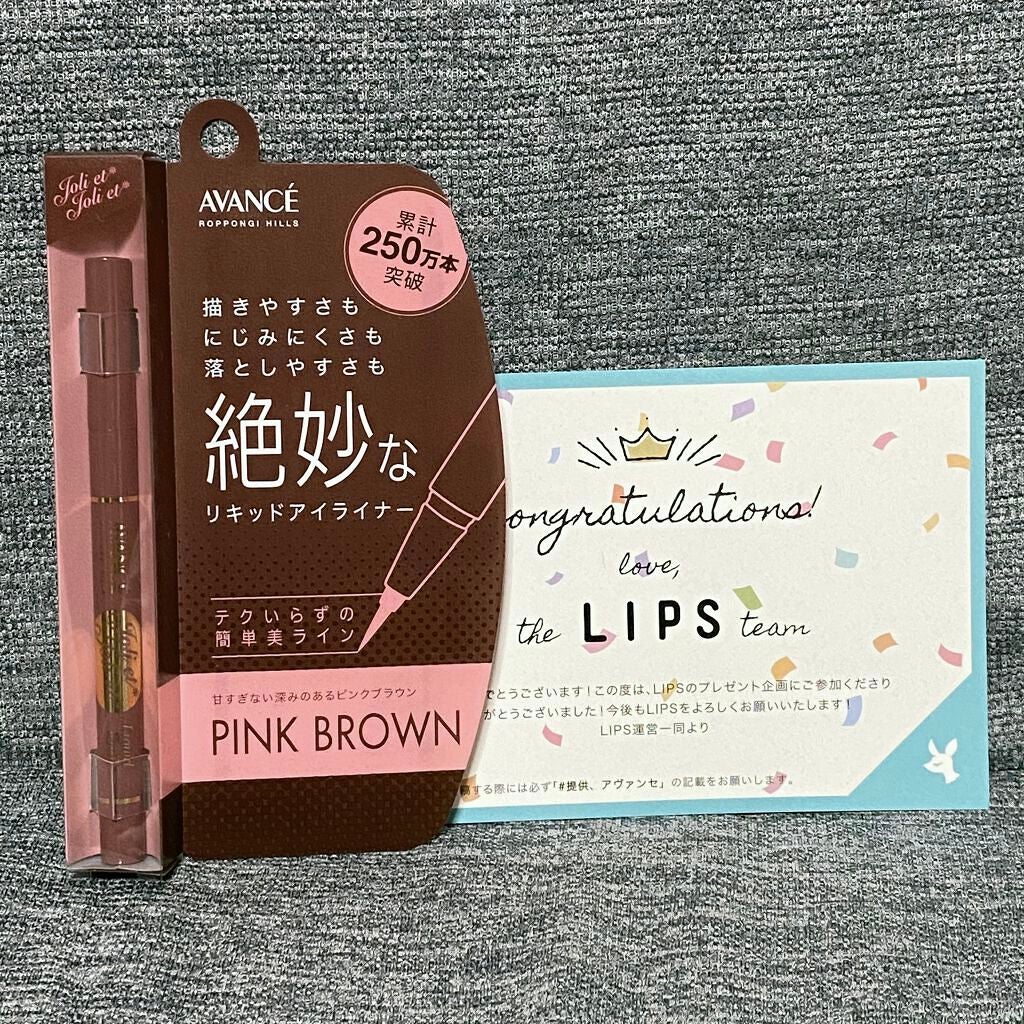 Joli et®
Joli et®
AVANCÉ
ROPPONGI HILLS
累計
250万本
突破
描きやすさも
にじみにくさも
落としやすさも
絶妙な
リキッドアイライナー
テクいらずの
簡単美ライン
甘すぎない深みのあるピンクブラウン
PINK BROWN
Joli et®
Liquid
ongratulations!
love,
the LIPS team
でとうございます!この度は、LIPSのプレゼント企画にご参加くださり
がとうございました!今後もLIPSをよろしくお願いいたします!
LIPS運営一同より
する際には必ず「#提供、アヴァンセ」の記載をお願いします。